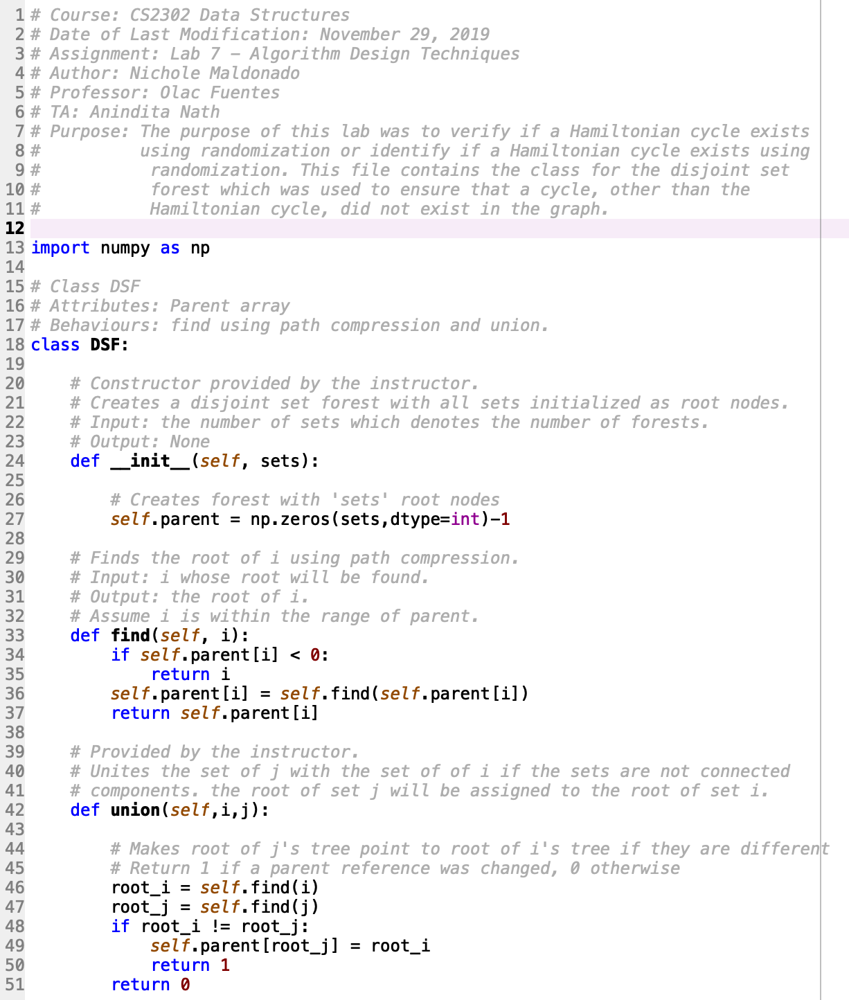 1 # Course: CS2302 Data Structures
2 # Date of Last Modification: November 29, 2019
3 # Assignment: Lab 7 – Algorithm Design Techniques
4 # Author: Nichole Maldonado
5 # Professor: Olac Fuentes
6 # TA: Anindita Nath
7 # Purpose: The purpose of this lab was to verify if a Hamiltonian cycle exists
8 #          using randomization or identify if a Hamiltonian cycle exists using
9 #           randomization. This file contains the class for the disjoint set
10 #           forest which was used to ensure that a cycle, other than the
11 #           Hamiltonian cycle, did not exist in the graph.
12
13 import numpy as np
14
15 # Class DSF
16 # Attributes: Parent array
17 # Behaviours: find using path compression and union.
18 class DSF:
19
20     # Constructor provided by the instructor.
21     # Creates a disjoint set forest with all sets initialized as root nodes.
22     # Input: the number of sets which denotes the number of forests.
23     # Output: None
24     def __init__(self, sets):
25
26         # Creates forest with 'sets' root nodes
27         self.parent = np.zeros(sets,dtype=int)-1
28
29     # Finds the root of i using path compression.
30     # Input: i whose root will be found.
31     # Output: the root of i.
32     # Assume i is within the range of parent.
33     def find(self, i):
34         if self.parent[i] < 0:
35             return i
36         self.parent[i] = self.find(self.parent[i])
37         return self.parent[i]
38
39     # Provided by the instructor.
40     # Unites the set of j with the set of of i if the sets are not connected
41     # components. the root of set j will be assigned to the root of set i.
42     def union(self,i,j):
43
44         # Makes root of j's tree point to root of i's tree if they are different
45         # Return 1 if a parent reference was changed, 0 otherwise
46         root_i = self.find(i)
47         root_j = self.find(j)
48         if root_i != root_j:
49             self.parent[root_j] = root_i
50             return 1
51         return 0